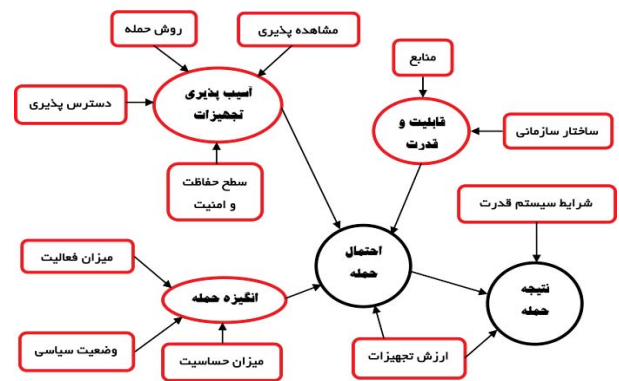 روش حمله
مشاهده پذیری
منابع
دسترس پذیری
آسیب پذیری
تجهیزات
قابلیت و
قدرت
ساختار سازمانی
سطح حفاظت
و امنیت
شرایط سیستم قدرت
میزان فعالیت
احتمال
حمله
انگیزه حمله
نتیجه
حمله
وضعیت سیاسی
میزان حساسیت
ارزش تجهیزات